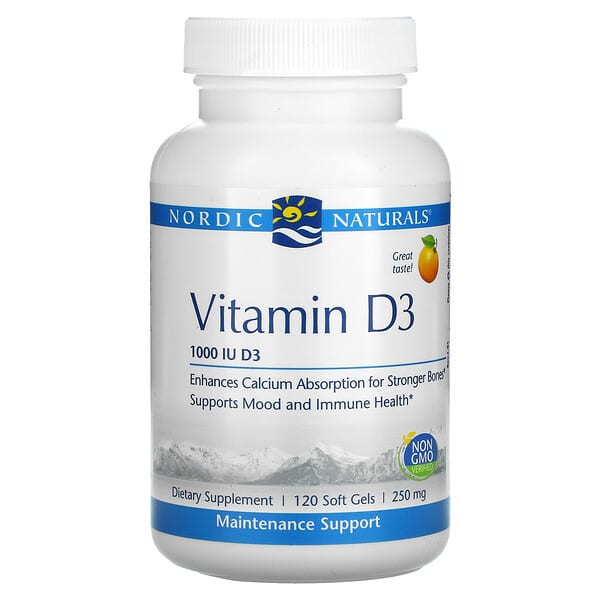 NORDIC NATURALS®
Great
taste!
Vitamin D3
1000 IU D3
Enhances Calcium Absorption for Stronger Bones*
Supports Mood and Immune Health*
NON
GMO
VERIFIED
Dietary Supplement | 120 Soft Gels | 250 mg
Maintenance Support